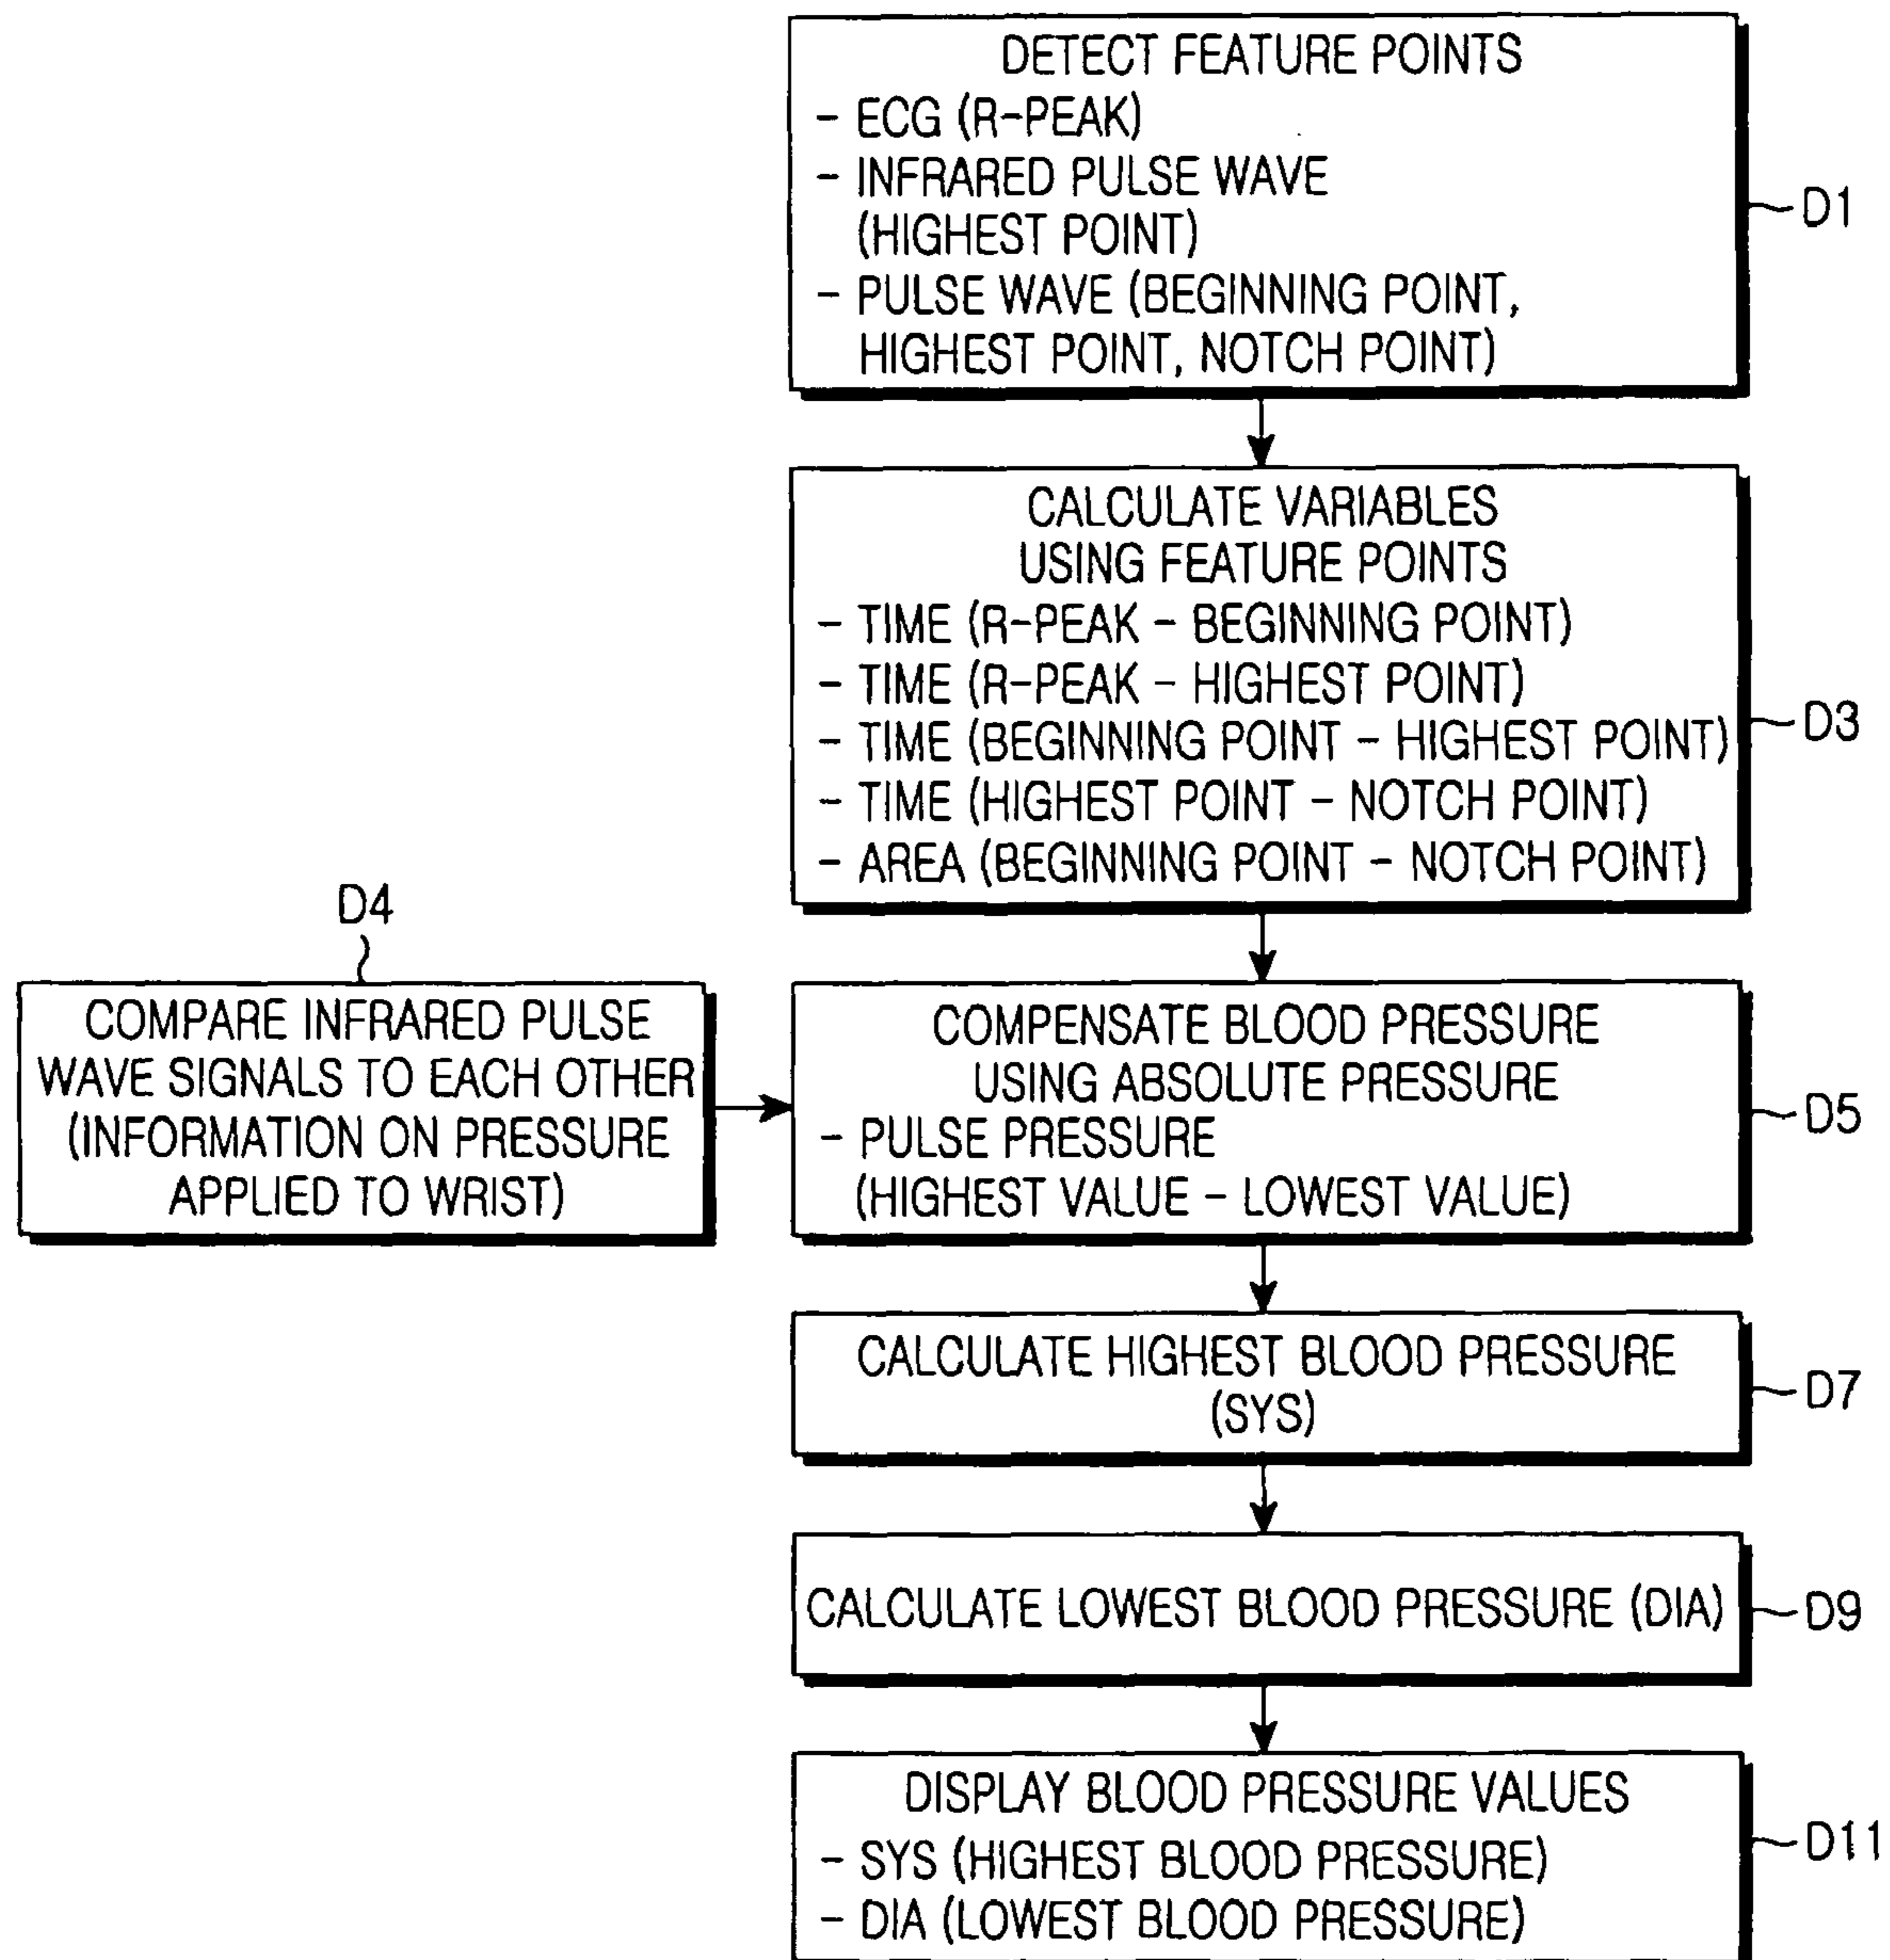 DETECT FEATURE POINTS
- ECG (R-PEAK)
- INFRARED PULSE WAVE
(HIGHEST POINT)
- PULSE WAVE (BEGINNING POINT,
HIGHEST POINT, NOTCH POINT)
D1
CALCULATE VARIABLES
USING FEATURE POINTS
- TIME (R-PEAK - BEGINNING POINT)
- TIME (R-PEAK - HIGHEST POINT)
- TIME (BEGINNING POINT - HIGHEST POINT)
- TIME (HIGHEST POINT - NOTCH POINT)
- AREA (BEGINNING POINT - NOTCH POINT)
D3
D4
COMPARE INFRARED PULSE
WAVE SIGNALS TO EACH OTHER
(INFORMATION ON PRESSURE
APPLIED TO WRIST)
COMPENSATE BLOOD PRESSURE
USING ABSOLUTE PRESSURE
- PULSE PRESSURE
(HIGHEST VALUE - LOWEST VALUE)
D5
CALCULATE HIGHEST BLOOD PRESSURE
(SYS)
D7
CALCULATE LOWEST BLOOD PRESSURE (DIA)
D9
DISPLAY BLOOD PRESSURE VALUES
- SYS (HIGHEST BLOOD PRESSURE)
- DIA (LOWEST BLOOD PRESSURE)
D11